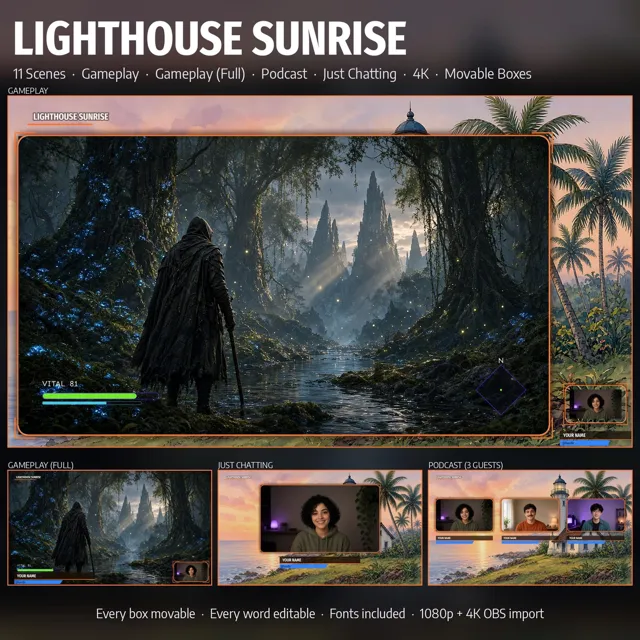 LIGHTHOUSE SUNRISE
11 Scenes · Gameplay · Gameplay (Full) · Podcast · Just Chatting · 4K · Movable Boxes
GAMEPLAY
LIGHTHOUSE SUNRISE
VITAL 81
N
YOUR NAME
GAMEPLAY (FULL)
JUST CHATTING
PODCAST (3 GUESTS)
LIGHTHOUSE SUNRISE
YOUR NAME
YOUR NAME
YOUR NAME
YOUR NAME
YOUR NAME
Every box movable · Every word editable · Fonts included · 1080p + 4K OBS import